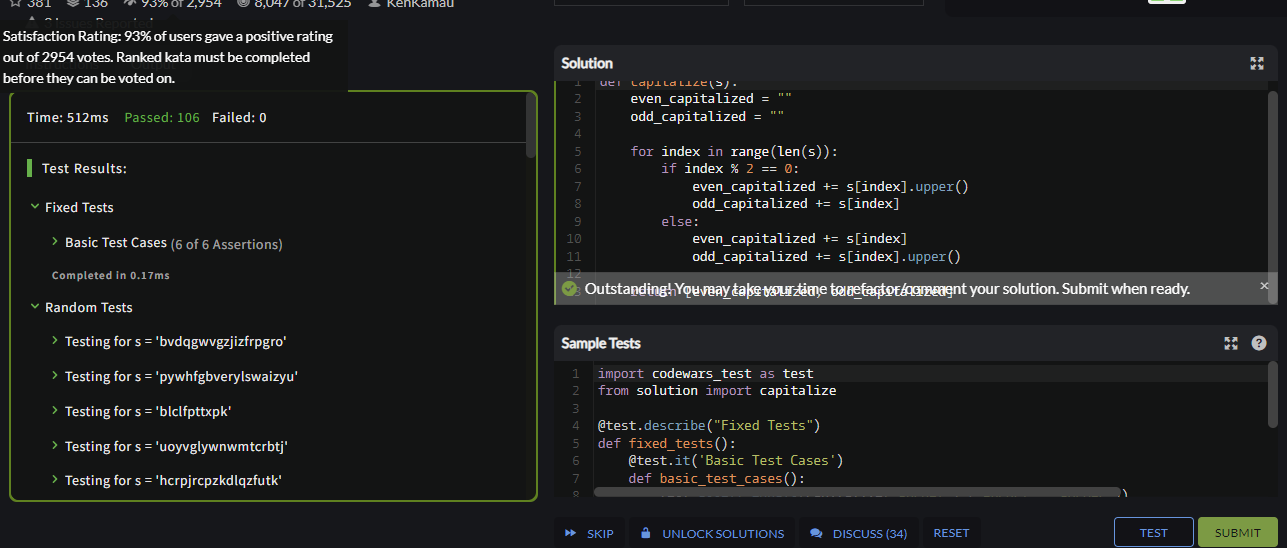 381 136 93% of 2,954 8,047 of 31,525 KenKamau
Satisfaction Rating: 93% of users gave a positive rating
out of 2954 votes. Ranked kata must be completed
before they can be voted on.
Time: 512ms Passed: 106 Failed: 0
Test Results:
Fixed Tests
Basic Test Cases (6 of 6 Assertions)
Completed in 0.17ms
Random Tests
Testing for s = 'bvdqgwvgzjizfrpgro'
Testing for s = 'pywhfgbverylswaizyu'
Testing for s = 'blclfpttxpk'
Testing for s = 'uoyvglywnwmtcrbtj'
Testing for s = 'hcrpjrcpzkdlqzfutk'
Solution
1 def capitalize(s):
2 even_capitalized = ""
3 odd_capitalized = ""
4
5 for index in range(len(s)):
6 if index % 2 == 0:
7 even_capitalized += s[index].upper()
8 odd_capitalized += s[index]
9 else:
10 even_capitalized += s[index]
11 odd_capitalized += s[index].upper()
12
return [even_capitalized, odd_capitalized]
Outstanding! You may take your time to refactor/comment your solution. Submit when ready.
Sample Tests
1 import codewars_test as test
2 from solution import capitalize
3
4 @test.describe("Fixed Tests")
5 def fixed_tests():
6 @test.it('Basic Test Cases')
7 def basic_test_cases():
8
SKIP UNLOCK SOLUTIONS DISCUSS (34) RESET TEST SUBMIT